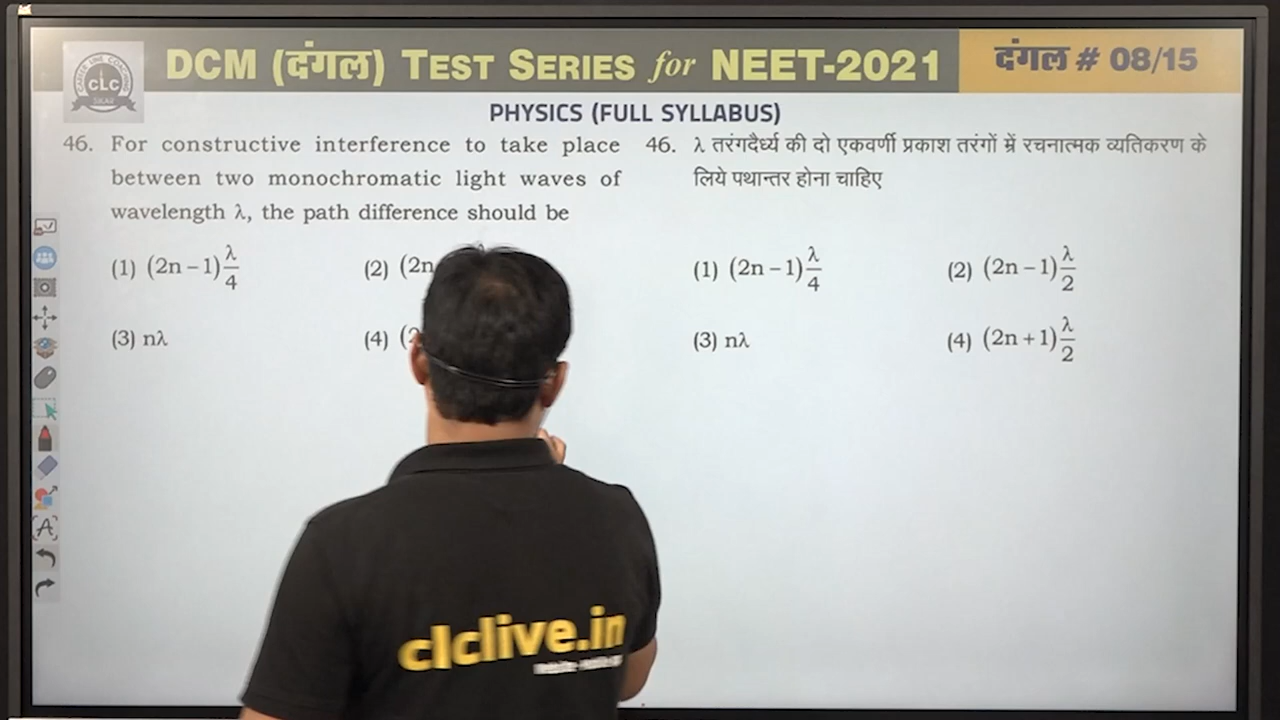 DCM (दंगल) TEST SERIES for NEET-2021
दंगल # 08/15
CLC
PHYSICS (FULL SYLLABUS)
46. For constructive interference to take place
between two monochromatic light waves of
wavelength λ, the path difference should be
(1) (2n – 1) λ/4 (2) (2n
(3) nλ (4) (2
46. λ तरंगदैर्ध्य की दो एकवर्णी प्रकाश तरंगों में रचनात्मक व्यतिकरण के
लिये पथान्तर होना चाहिए
(1) (2n – 1) λ/4 (2) (2n – 1) λ/2
(3) nλ (4) (2n + 1) λ/2
clclive.in